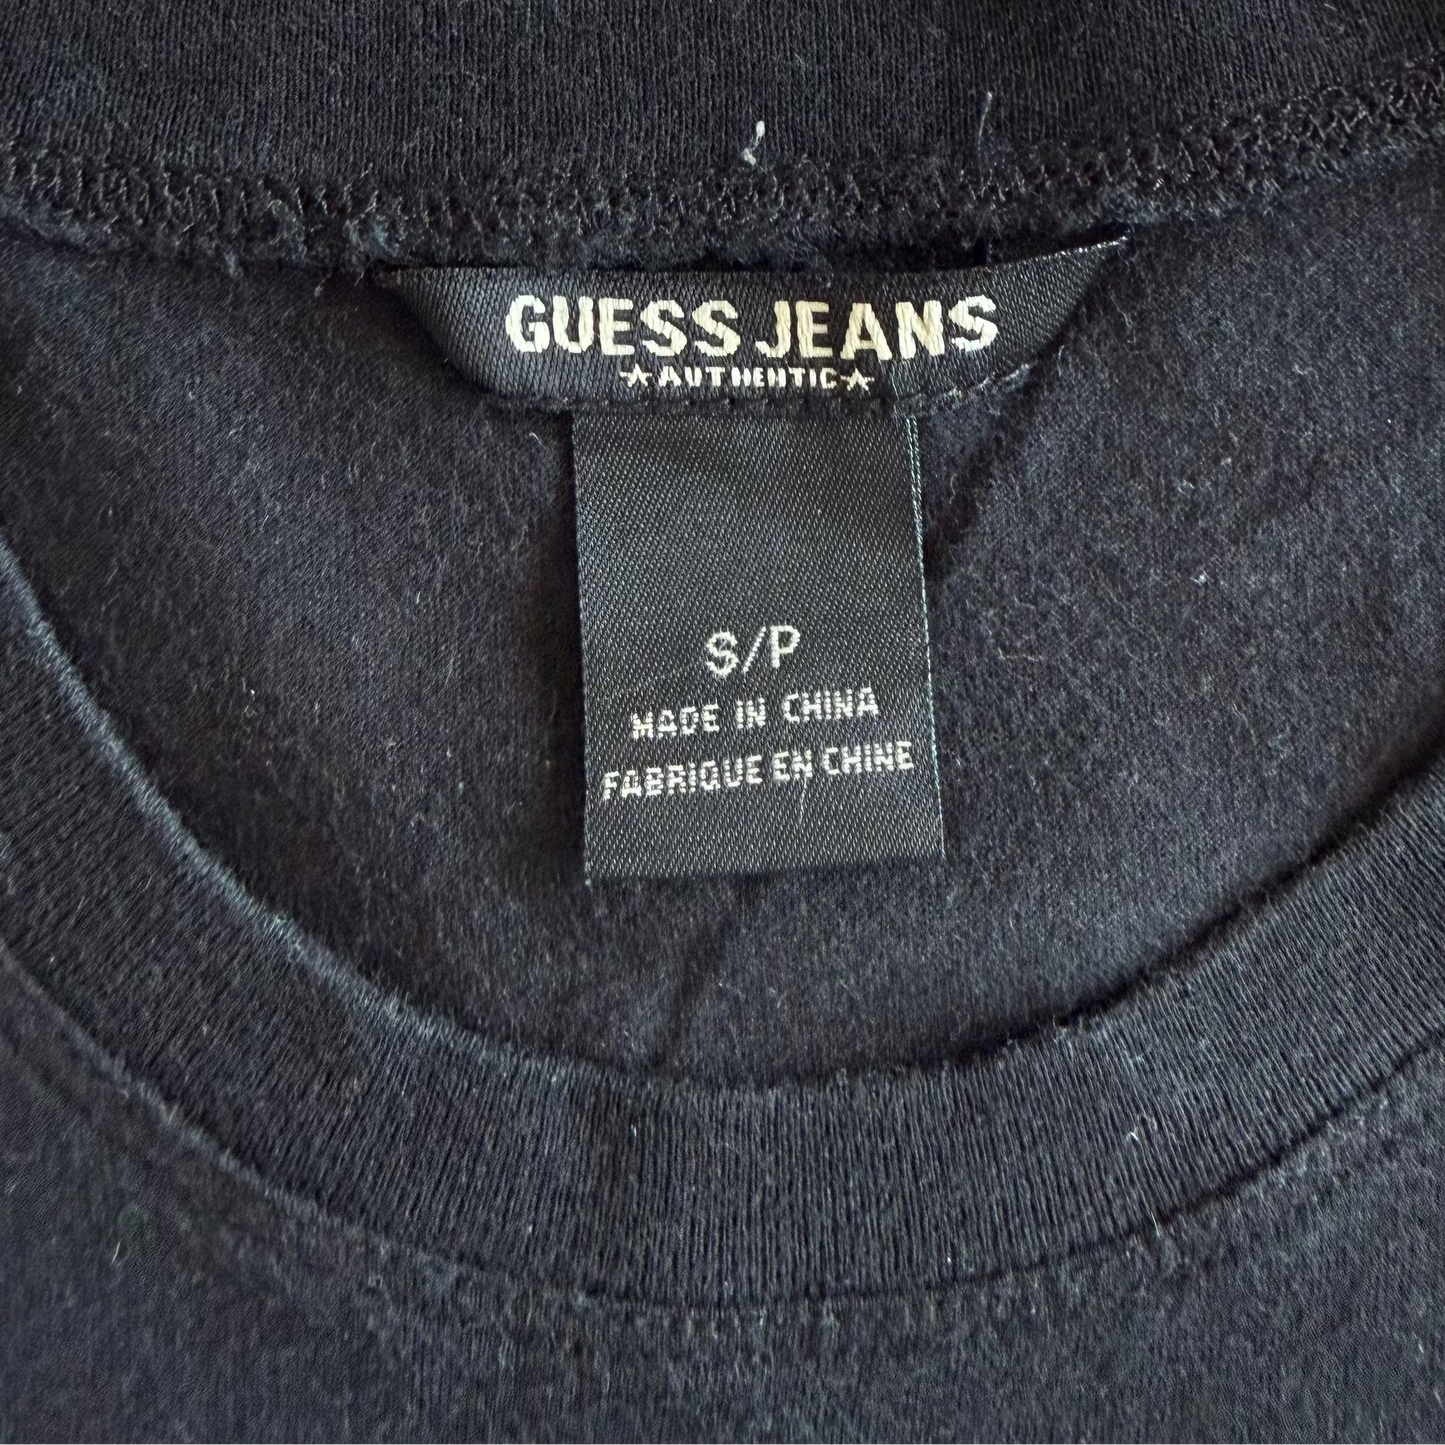 GUESS JEANS
★AUTHENTIC★
S/P
MADE IN CHINA
FABRIQUE EN CHINE